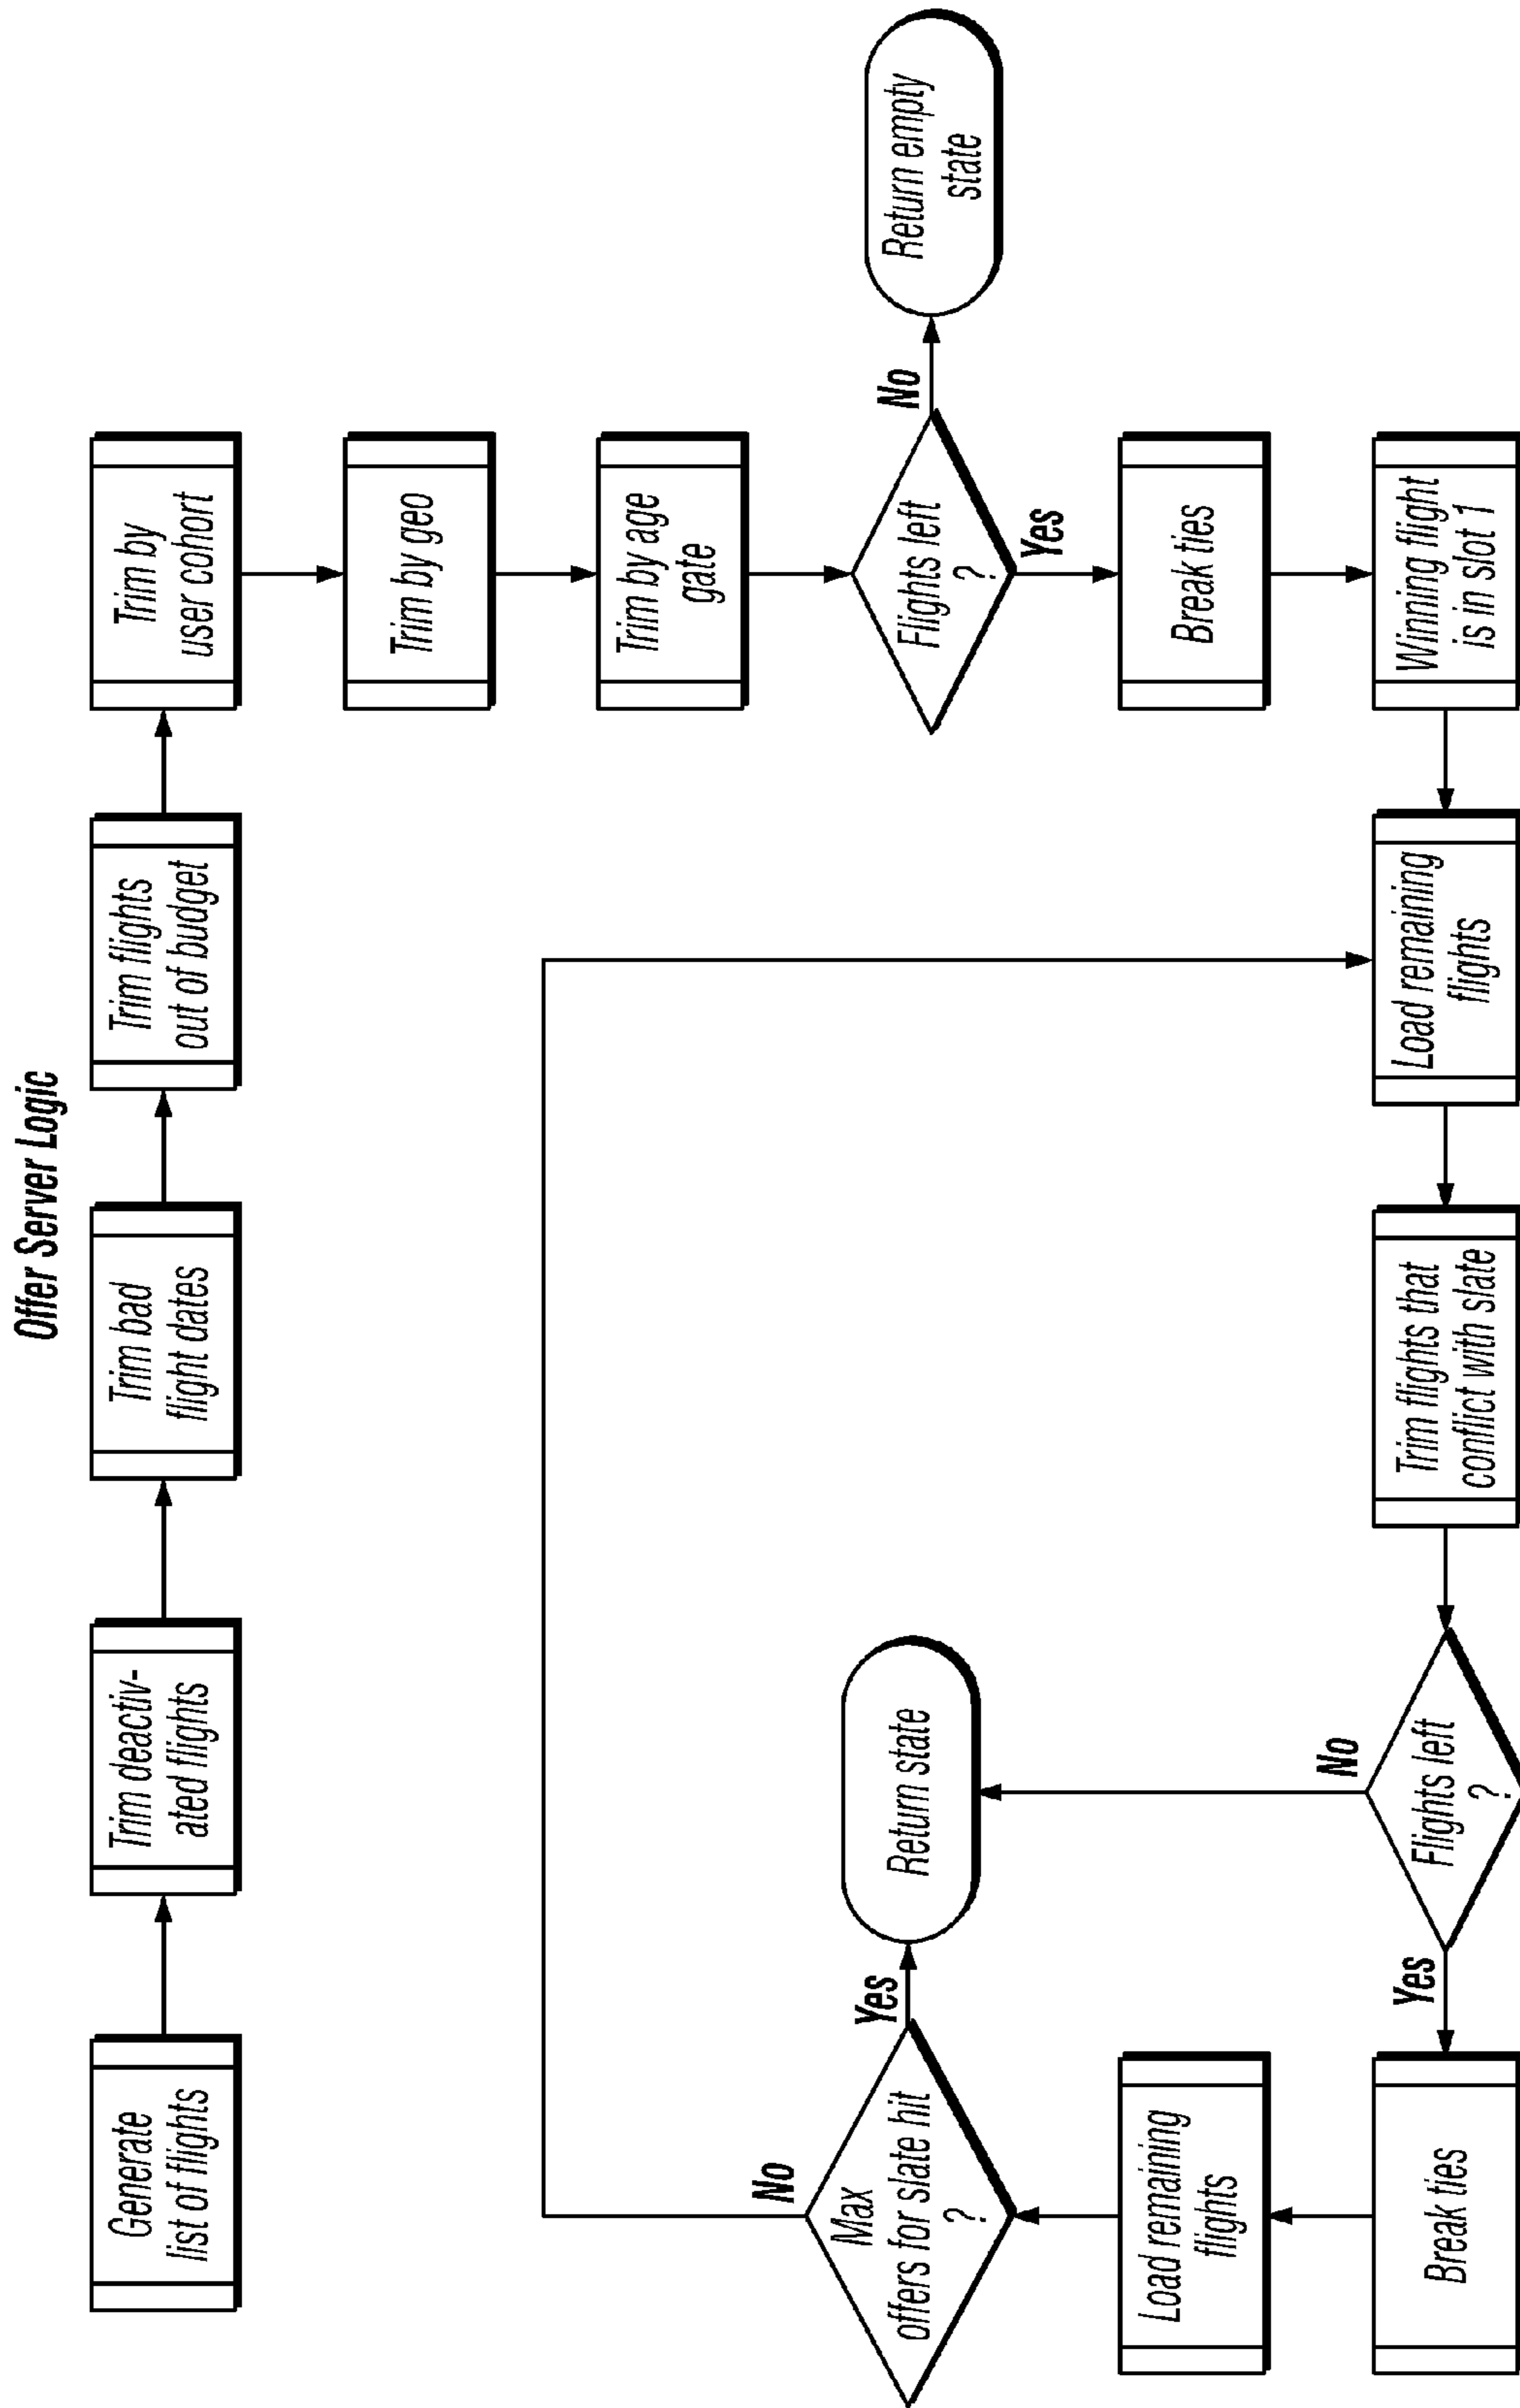 Offer Server Logic
Generate
list of flights
Trim deactiv-
ated flights
Trim bad
flight dates
Trim flights
out of budget
Trim by
user cohort
Trim by geo
Trim by age
gate
Flights left
?
No
Return empty
state
Yes
Break ties
Winning flight
is in slot 1
Load remaining
flights
Trim flights that
conflict with slate
Flights left
?
No
Return state
Yes
Break ties
Load remaining
flights
Max
offers for slate hit
?
Yes
No